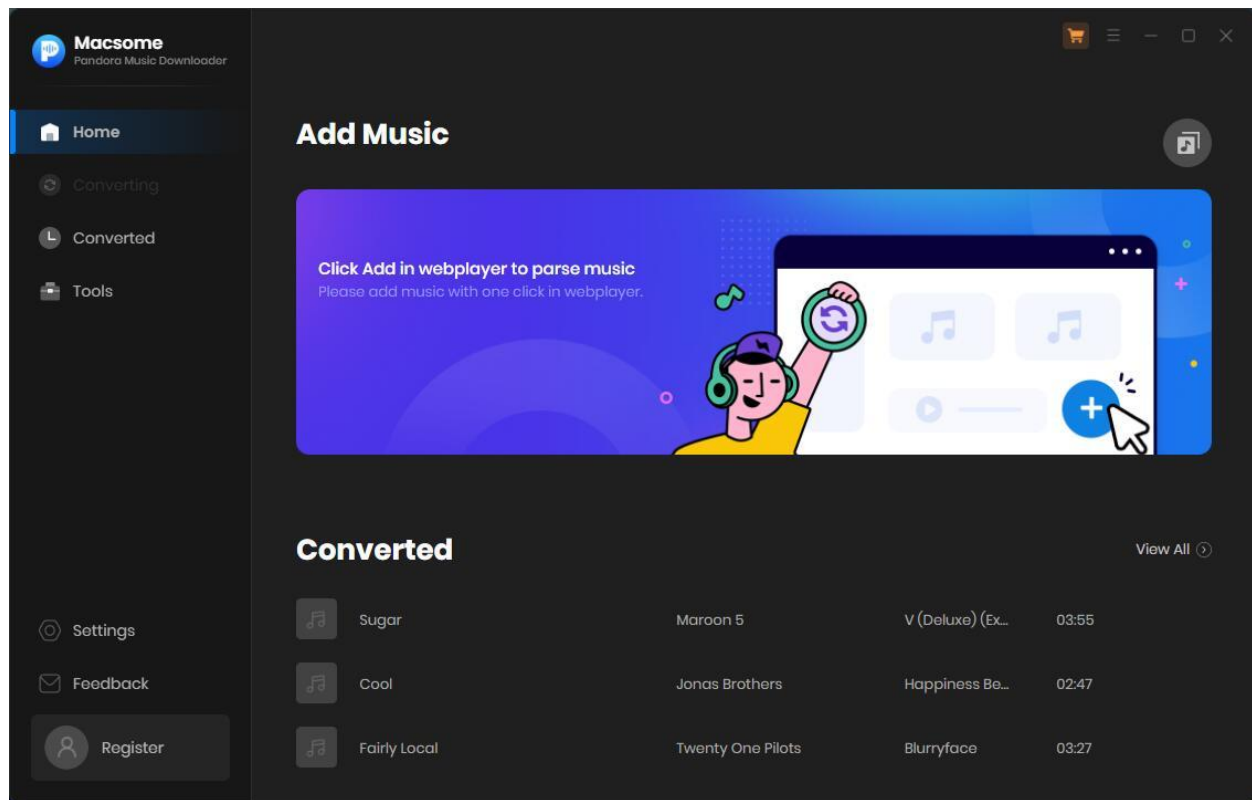 Macsome
Pandora Music Downloader
Home
Converting
Converted
Tools
Settings
Feedback
Register
Add Music
Click Add in webplayer to parse music
Please add music with one click in webplayer.
Converted
View All
Sugar Maroon 5 V (Deluxe) (Ex... 03:55
Cool Jonas Brothers Happiness Be... 02:47
Fairly Local Twenty One Pilots Blurryface 03:27